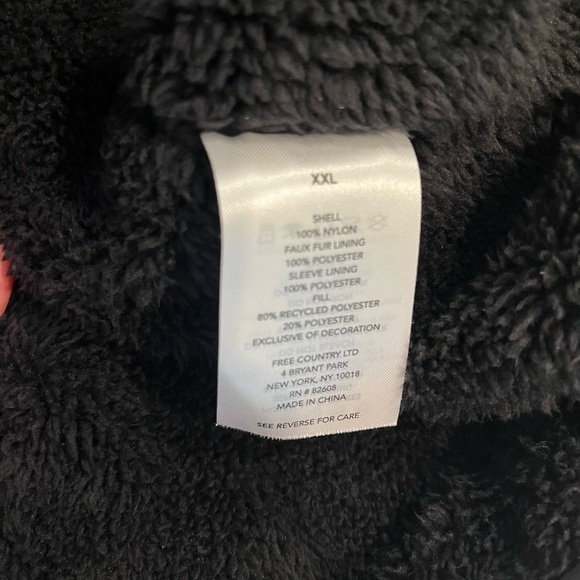 XXL
SHELL
100% NYLON
FAUX FUR LINING
100% POLYESTER
SLEEVE LINING
100% POLYESTER
FILL
80% RECYCLED POLYESTER
20% POLYESTER
EXCLUSIVE OF DECORATION
FREE COUNTRY LTD
4 BRYANT PARK
NEW YORK, NY 10018
RN # 82608
MADE IN CHINA
SEE REVERSE FOR CARE